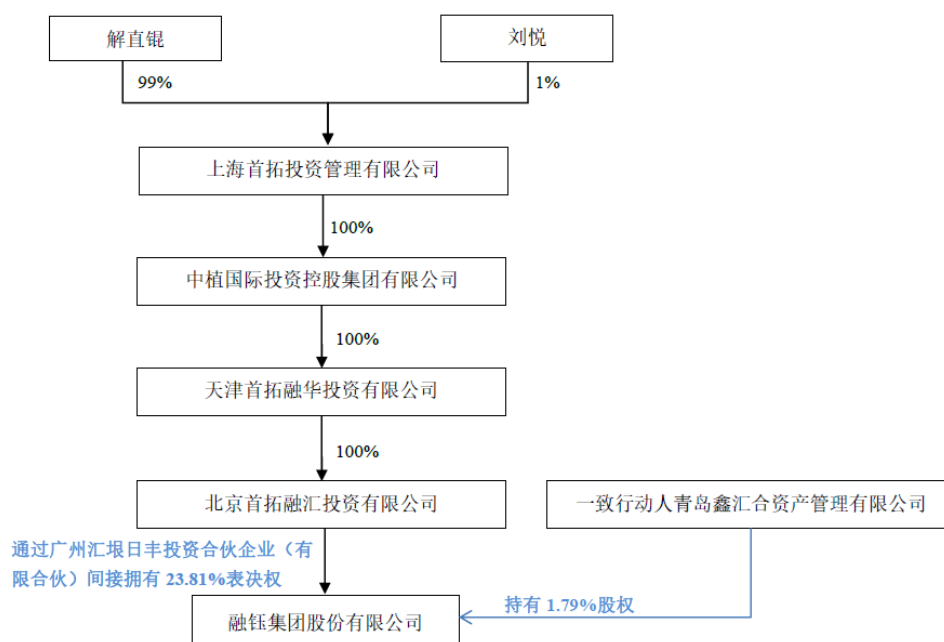 解直锟
刘悦
99%
1%
上海首拓投资管理有限公司
100%
中植国际投资控股集团有限公司
100%
天津首拓融华投资有限公司
100%
北京首拓融汇投资有限公司
一致行动人青岛鑫汇合资产管理有限公司
通过广州汇垠日丰投资合伙企业（有
限合伙）间接拥有 23.81%表决权
持有 1.79%股权
融钰集团股份有限公司